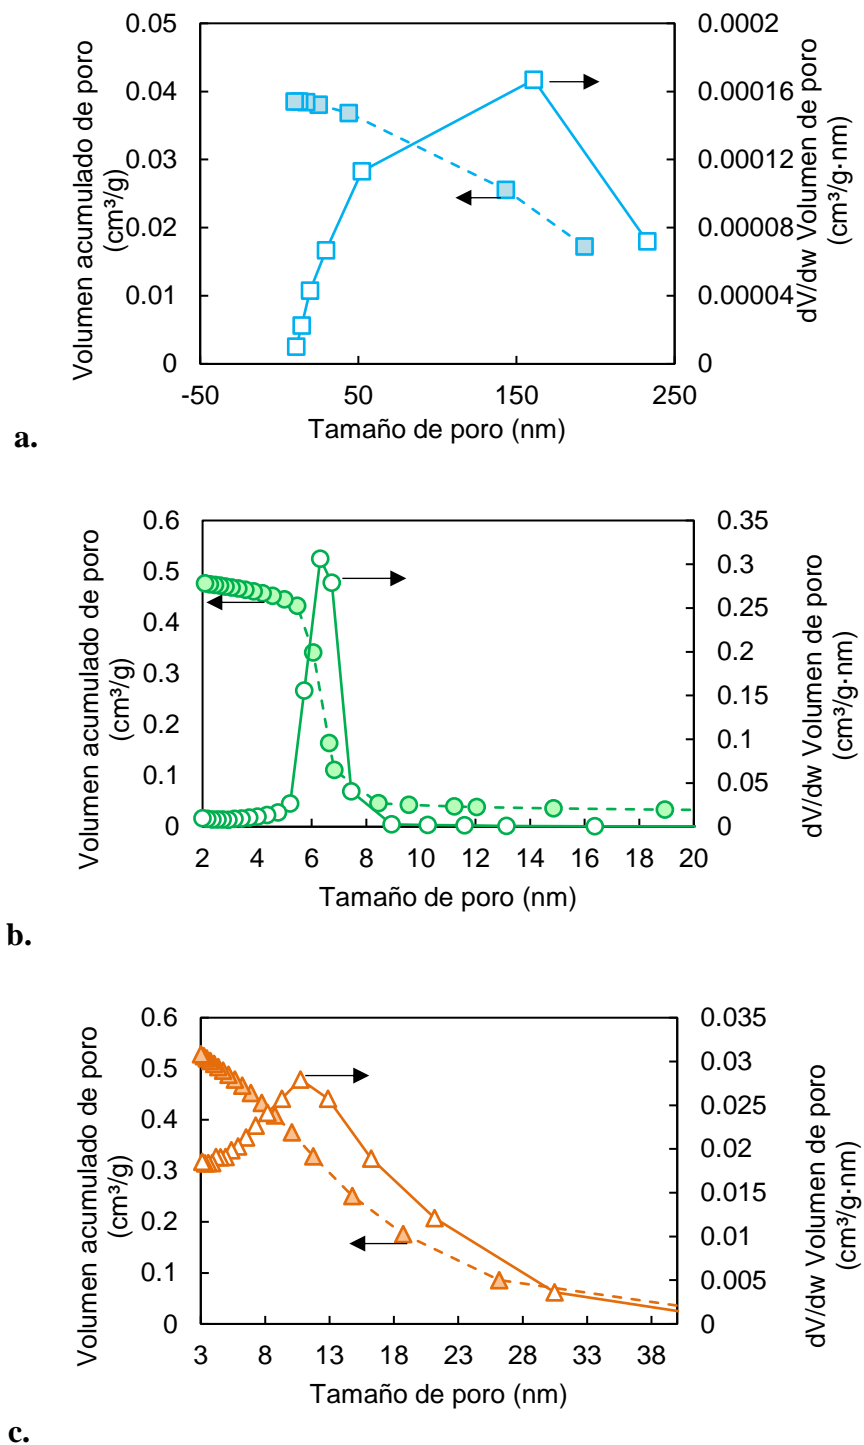 Volumen acumulado de poro
(cm³/g)
0.05
0.04
0.03
0.02
0.01
0
0.0002
0.00016
0.00012
0.00008
0.00004
0
dV/dw Volumen de poro
(cm³/g·nm)
-50 50 150 250
Tamaño de poro (nm)
a.
Volumen acumulado de poro
(cm³/g)
0.6
0.5
0.4
0.3
0.2
0.1
0
0.35
0.3
0.25
0.2
0.15
0.1
0.05
0
dV/dw Volumen de poro
(cm³/g·nm)
2 4 6 8 10 12 14 16 18 20
Tamaño de poro (nm)
b.
Volumen acumulado de poro
(cm³/g)
0.6
0.5
0.4
0.3
0.2
0.1
0
0.035
0.03
0.025
0.02
0.015
0.01
0.005
0
dV/dw Volumen de poro
(cm³/g·nm)
3 8 13 18 23 28 33 38
Tamaño de poro (nm)
c.